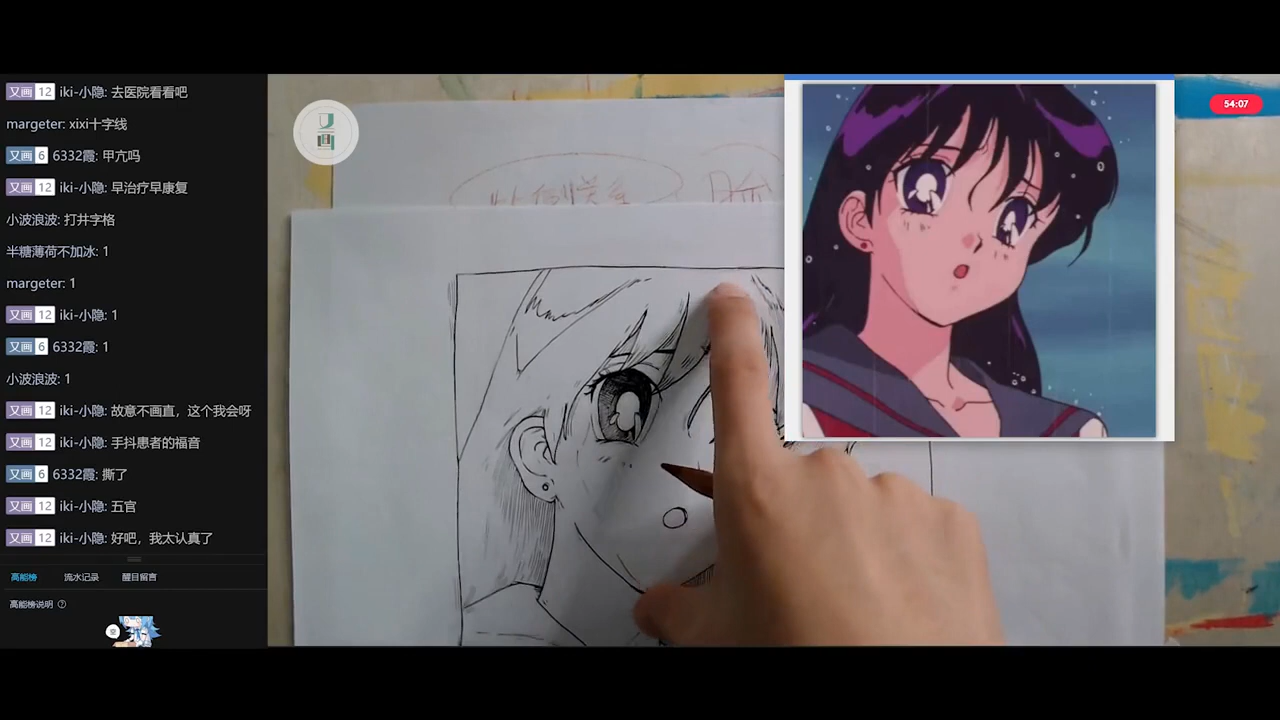 又画 12 iki-小隐: 去医院看看吧
margeter: xixi十字线
又画 6 6332霞: 甲亢吗
又画 12 iki-小隐: 早治疗早康复
小波浪波: 打井字格
半糖薄荷不加冰: 1
margeter: 1
又画 12 iki-小隐: 1
又画 6 6332霞: 1
小波浪波: 1
又画 12 iki-小隐: 故意不画直，这个我会呀
又画 12 iki-小隐: 手抖患者的福音
又画 6 6332霞: 撕了
又画 12 iki-小隐: 五官
又画 12 iki-小隐: 好吧，我太认真了
高能榜 流水记录 醒目留言
高能榜说明
54:07